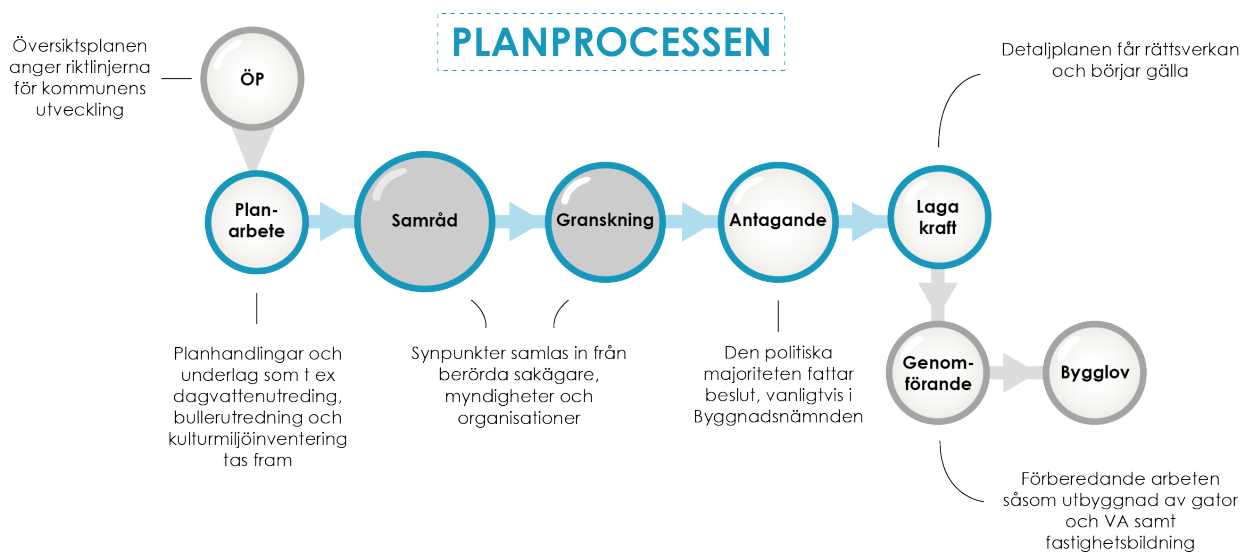 PLANPROCESSEN
Översiktsplanen
anger riktlinjerna
för kommunens
utveckling
ÖP
Detaljplanen får rättsverkan
och börjar gälla
Plan-
arbete
Samråd
Granskning
Antagande
Laga
kraft
Planhandlingar och
underlag som t ex
dagvattenutreding,
bullerutredning och
kulturmiljöinventering
tas fram
Synpunkter samlas in från
berörda sakägare,
myndigheter och
organisationer
Den politiska
majoriteten fattar
beslut, vanligtvis i
Byggnadsnämnden
Genom-
förande
Bygglov
Förberedande arbeten
såsom utbyggnad av gator
och VA samt
fastighetsbildning